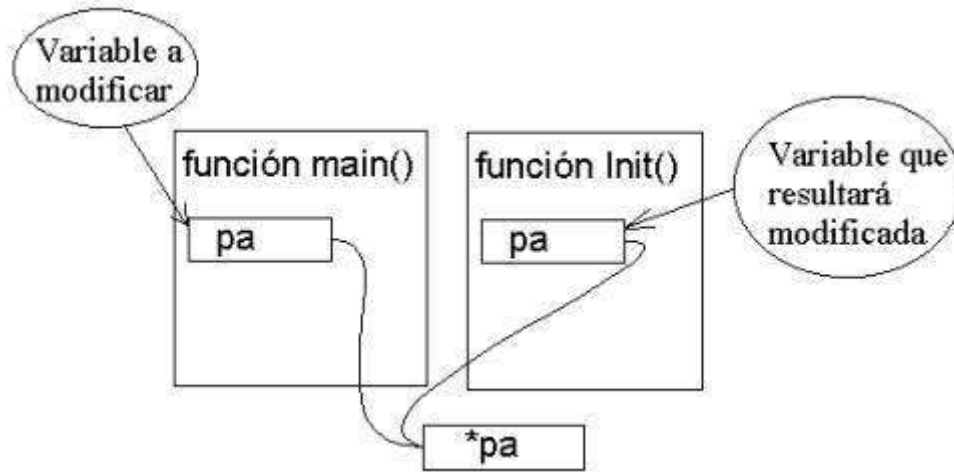 Variable a
modificar
función main()
pa
función Init()
pa
Variable que
resultará
modificada
*pa